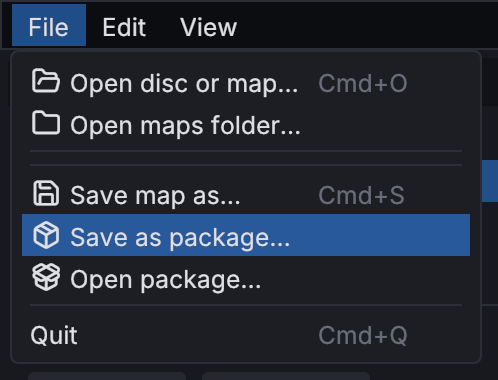 File Edit View
Open disc or map... Cmd+O
Open maps folder...
Save map as... Cmd+S
Save as package...
Open package...
Quit Cmd+Q